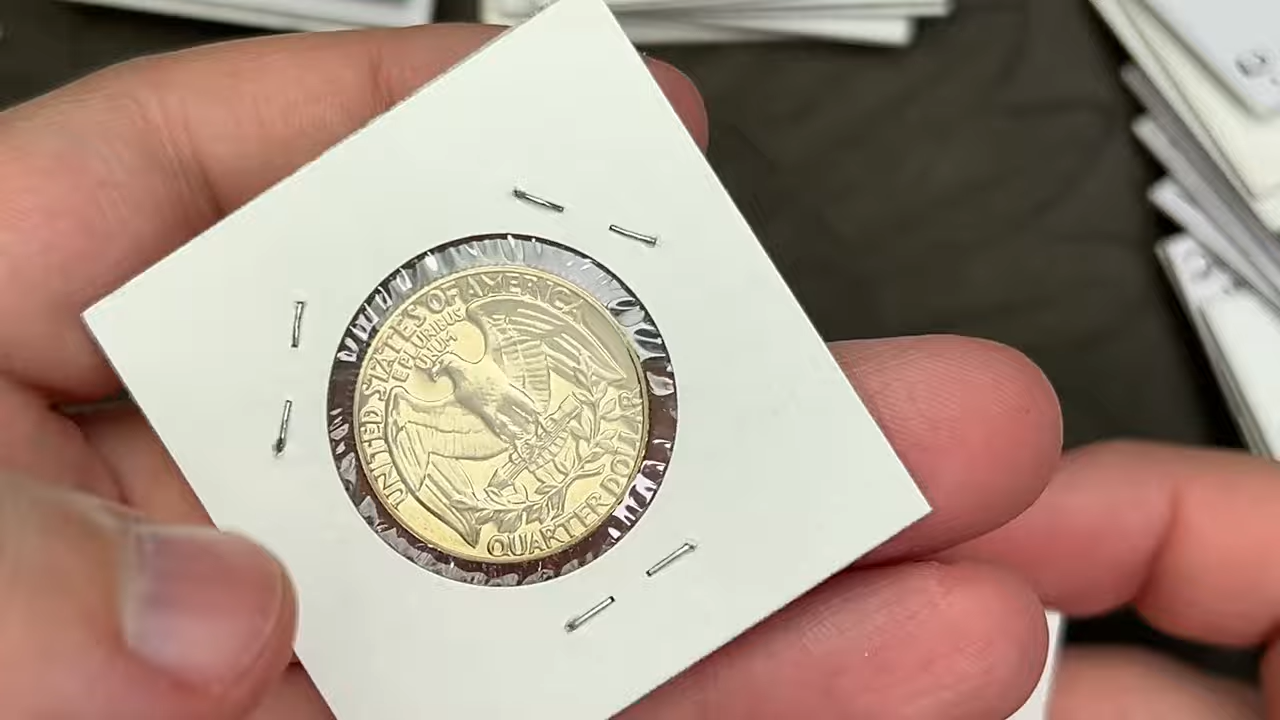 UNITED STATES OF AMERICA
E PLURIBUS
UNUM
QUARTER DOLLAR